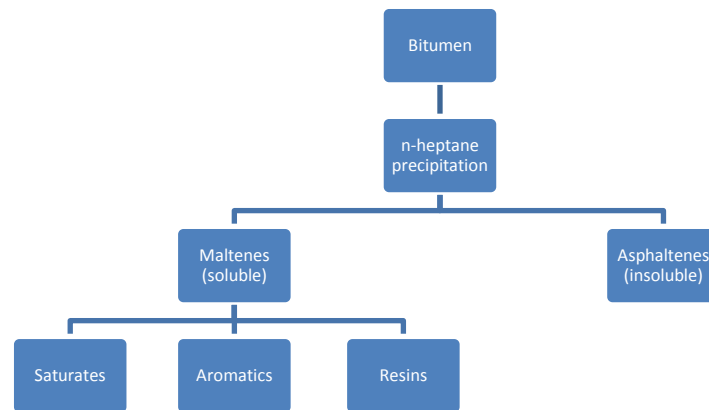 Bitumen
n-heptane
precipitation
Maltenes
(soluble)
Asphaltenes
(insoluble)
Saturates
Aromatics
Resins